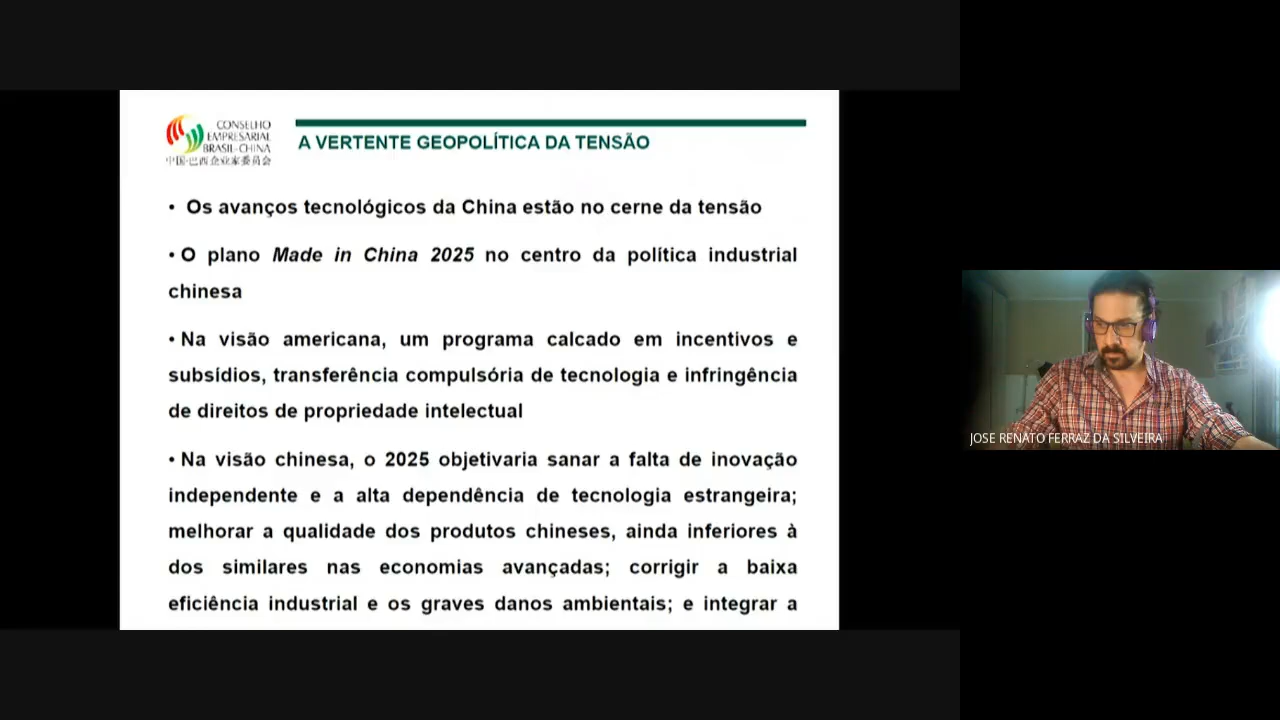 CONSELHO
EMPRESARIAL
BRASIL-CHINA
中国-巴西企业家委员会
A VERTENTE GEOPOLÍTICA DA TENSÃO
• Os avanços tecnológicos da China estão no cerne da tensão
• O plano Made in China 2025 no centro da política industrial
chinesa
• Na visão americana, um programa calcado em incentivos e
subsídios, transferência compulsória de tecnologia e infringência
de direitos de propriedade intelectual
• Na visão chinesa, o 2025 objetivaria sanar a falta de inovação
independente e a alta dependência de tecnologia estrangeira;
melhorar a qualidade dos produtos chineses, ainda inferiores à
dos similares nas economias avançadas; corrigir a baixa
eficiência industrial e os graves danos ambientais; e integrar a
JOSE RENATO FERRAZ DA SILVEIRA